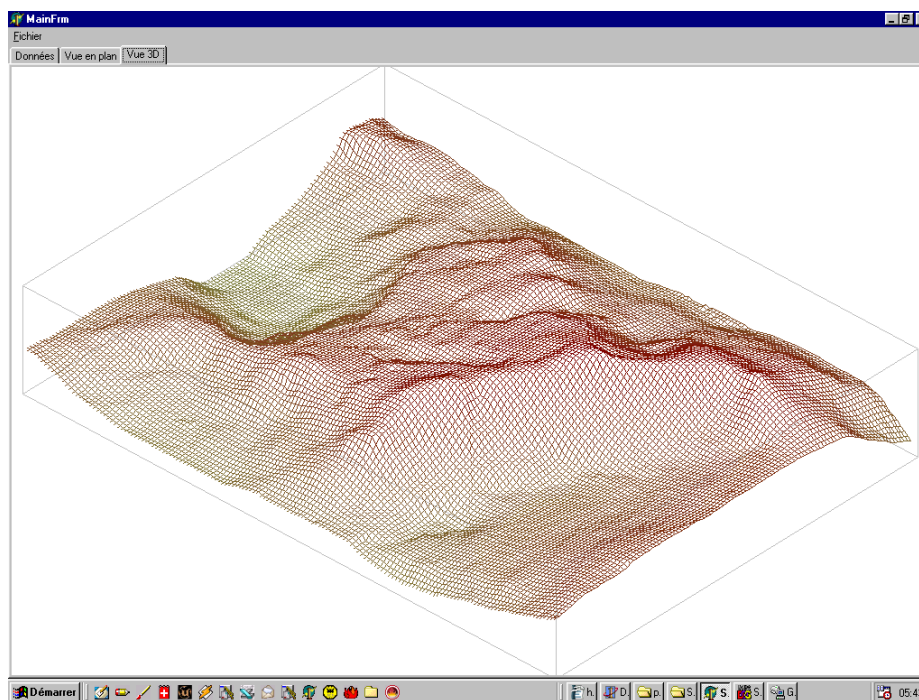 MainFrm
Fichier
Données Vue en plan Vue 3D
Démarrer h. D. p. S. S. S. G. 05:4